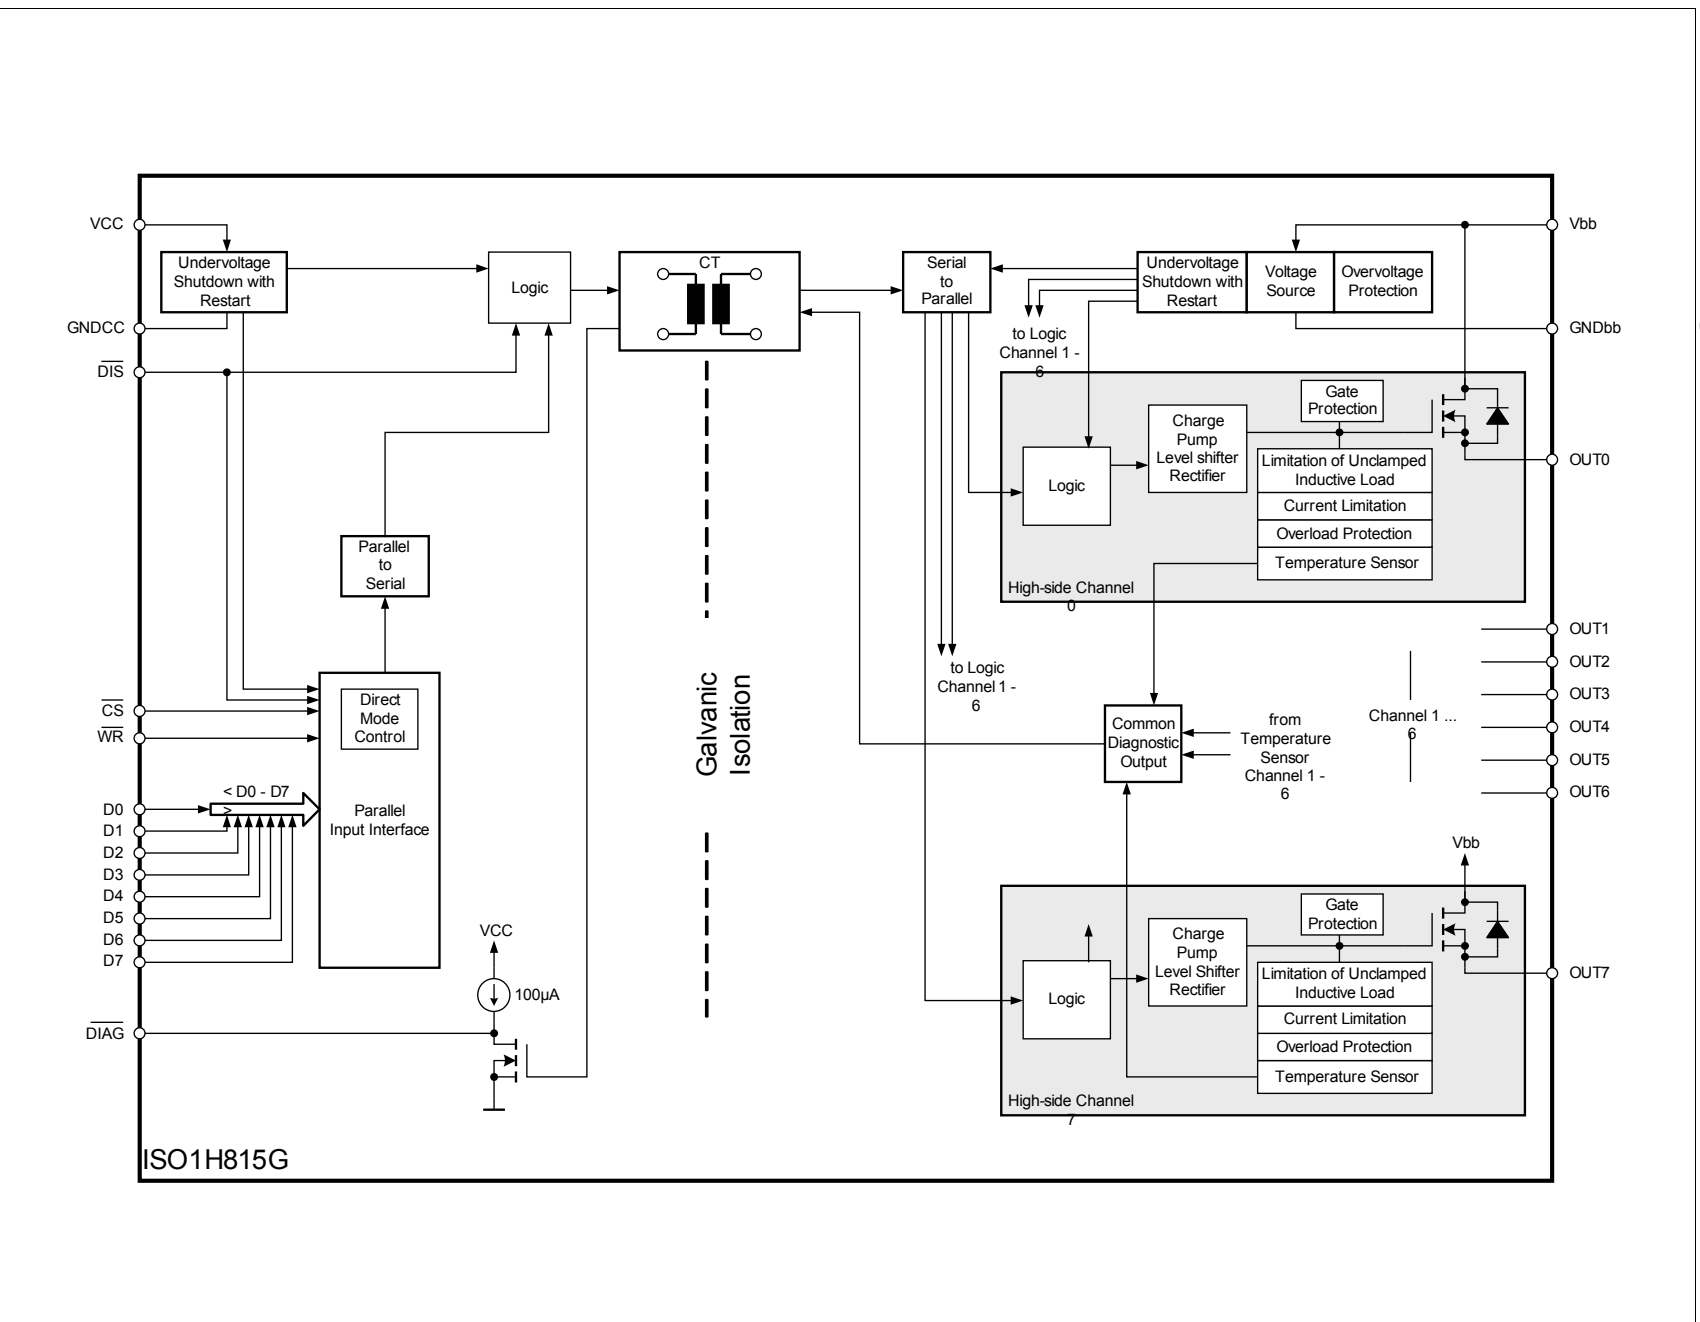 VCC
Undervoltage
Shutdown with
Restart
GNDCC
DIS
Logic
CT
Serial
to
Parallel
Undervoltage
Shutdown with
Restart
Voltage
Source
Overvoltage
Protection
Vbb
GNDbb
to Logic
Channel 1 -
6
Gate
Protection
Charge
Pump
Level shifter
Rectifier
Logic
Limitation of Unclamped
Inductive Load
Current Limitation
Overload Protection
Temperature Sensor
High-side Channel
0
OUT0
Parallel
to
Serial
OUT1
OUT2
OUT3
OUT4
OUT5
OUT6
to Logic
Channel 1 -
6
Galvanic
Isolation
CS
WR
Direct
Mode
Control
Common
Diagnostic
Output
from
Temperature
Sensor
Channel 1 -
6
Channel 1 ...
6
< D0 - D7
>
D0
D1
D2
D3
D4
D5
D6
D7
Parallel
Input Interface
VCC
100µA
DIAG
Vbb
Gate
Protection
Charge
Pump
Level Shifter
Rectifier
Logic
Limitation of Unclamped
Inductive Load
Current Limitation
Overload Protection
Temperature Sensor
High-side Channel
7
OUT7
ISO1H815G